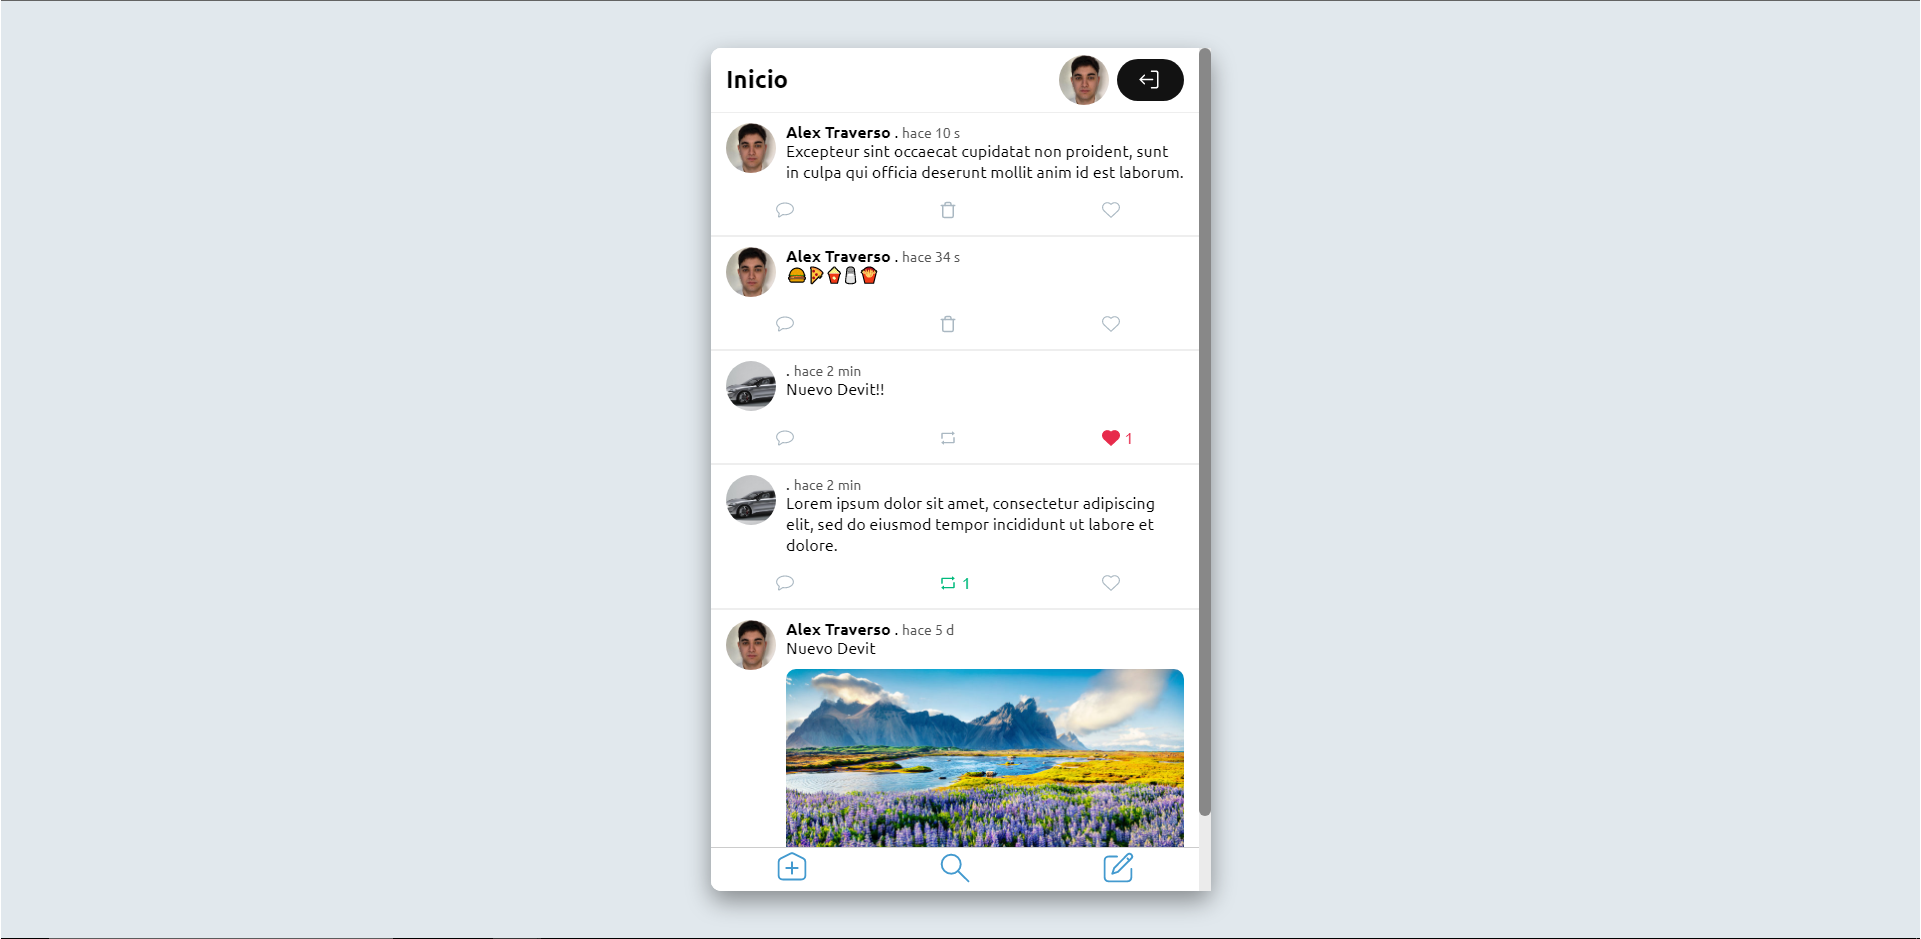 Inicio
Alex Traverso . hace 10 s
Excepteur sint occaecat cupidatat non proident, sunt
in culpa qui officia deserunt mollit anim id est laborum.
Alex Traverso . hace 34 s
🍔🍕🍿🧂🍟
. hace 2 min
Nuevo Devit!!
1
. hace 2 min
Lorem ipsum dolor sit amet, consectetur adipiscing
elit, sed do eiusmod tempor incididunt ut labore et
dolore.
1
Alex Traverso . hace 5 d
Nuevo Devit